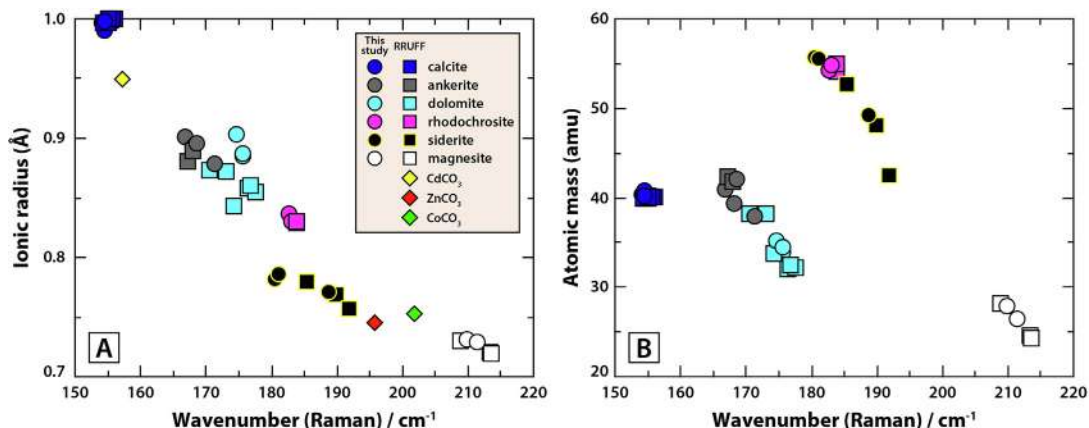 1.0
0.9
0.8
0.7
Ionic radius (Å)
150 160 170 180 190 200 210 220
Wavenumber (Raman) / cm-1
A
This study RRUFF
calcite
ankerite
dolomite
rhodochrosite
siderite
magnesite
CdCO3
ZnCO3
CoCO3
60
50
40
30
20
Atomic mass (amu)
150 160 170 180 190 200 210 220
Wavenumber (Raman) / cm-1
B